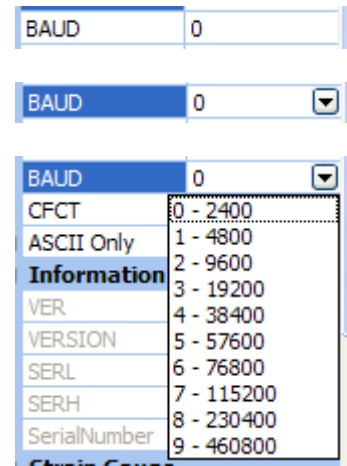 BAUD 0
BAUD 0
BAUD 0
CFCT 0 - 2400
ASCII Only 1 - 4800
Information 2 - 9600
3 - 19200
VER 4 - 38400
VERSION 5 - 57600
SERL 6 - 76800
SERH 7 - 115200
8 - 230400
SerialNumber 9 - 460800